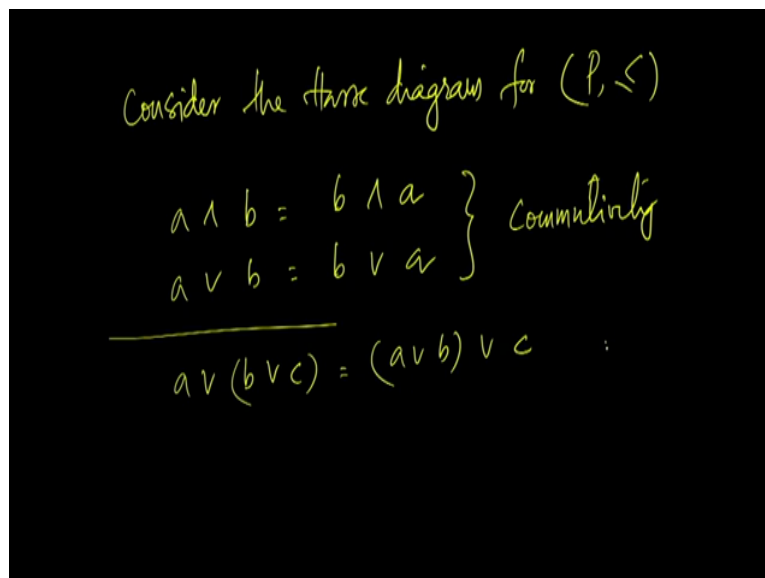 Consider the Hasse diagram for (P, ≤)
a ∧ b = b ∧ a } Commutivity
a ∨ b = b ∨ a
a ∨ (b ∨ c) = (a ∨ b) ∨ c :